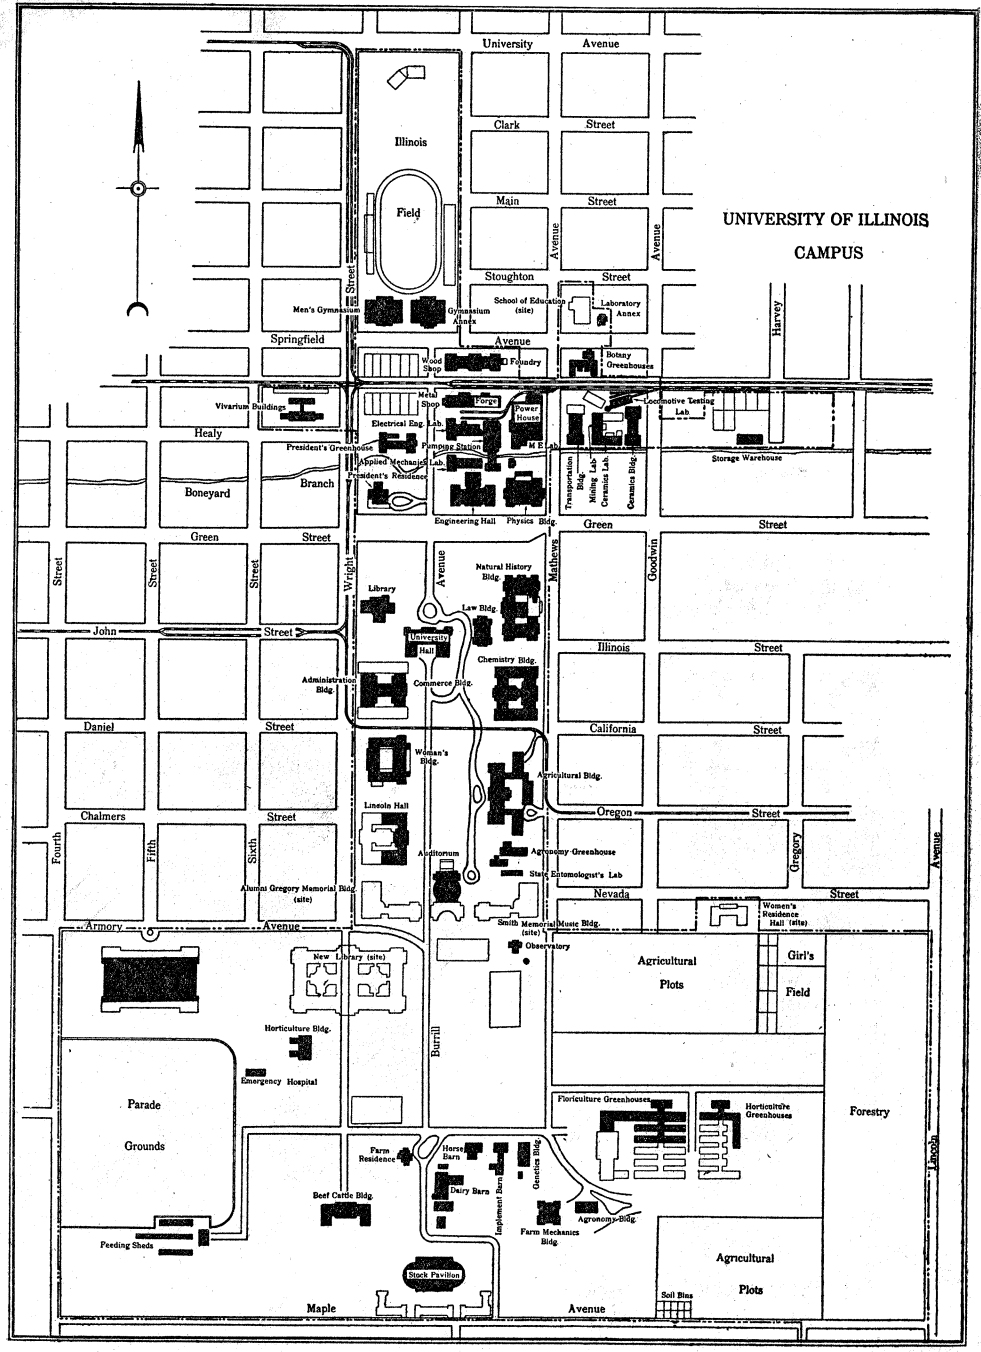 University Avenue
Clark Street
Illinois
Main Street
Field
UNIVERSITY OF ILLINOIS
CAMPUS
Avenue
Avenue
Street
Stoughton Street
School of Education
(site)
Laboratory
Annex
Men's Gymnasium
Gymnasium
Annex
Harvey
Springfield Avenue
Wood
Shop
Foundry
Botany
Greenhouses
Vivarium Buildings
Metal
Shop
Forge
Power
House
Locomotive Testing
Lab.
Electrical Eng. Lab.
Healy
President's Greenhouse
Pumping Station
M E Lab.
Storage Warehouse
Applied Mechanics Lab.
President's Residence
Boneyard Branch
Transportation
Bldg.
Mining Lab.
Ceramics Lab.
Ceramics Bldg.
Engineering Hall
Physics Bldg.
Green Street
Green Street
Street
Street
Street
Wright
Avenue
Mathews
Goodwin
Natural History
Bldg.
Library
Law Bldg.
John Street
University
Hall
Illinois Street
Chemistry Bldg.
Administration
Bldg.
Commerce Bldg.
Daniel Street
California Street
Woman's
Bldg.
Agricultural Bldg.
Lincoln Hall
Chalmers Street
Oregon Street
Fourth
Fifth
Sixth
Gregory
Avenue
Auditorium
Agronomy Greenhouse
State Entomologist's Lab
Alumni Gregory Memorial Bldg.
(site)
Nevada Street
Women's
Residence
Hall (site)
Smith Memorial Music Bldg.
(site)
Armory Avenue
Observatory
New Library (site)
Agricultural
Plots
Girl's
Field
Horticulture Bldg.
Burrill
Emergency Hospital
Parade
Grounds
Floriculture Greenhouses
Horticulture
Greenhouses
Forestry
Lincoln
Farm
Residence
Horse
Barn
Genetics Bldg.
Dairy Barn
Implement Barn
Beef Cattle Bldg.
Agronomy Bldg.
Farm Mechanics
Bldg.
Feeding Sheds
Agricultural
Plots
Stock Pavilion
Soil Bins
Maple Avenue